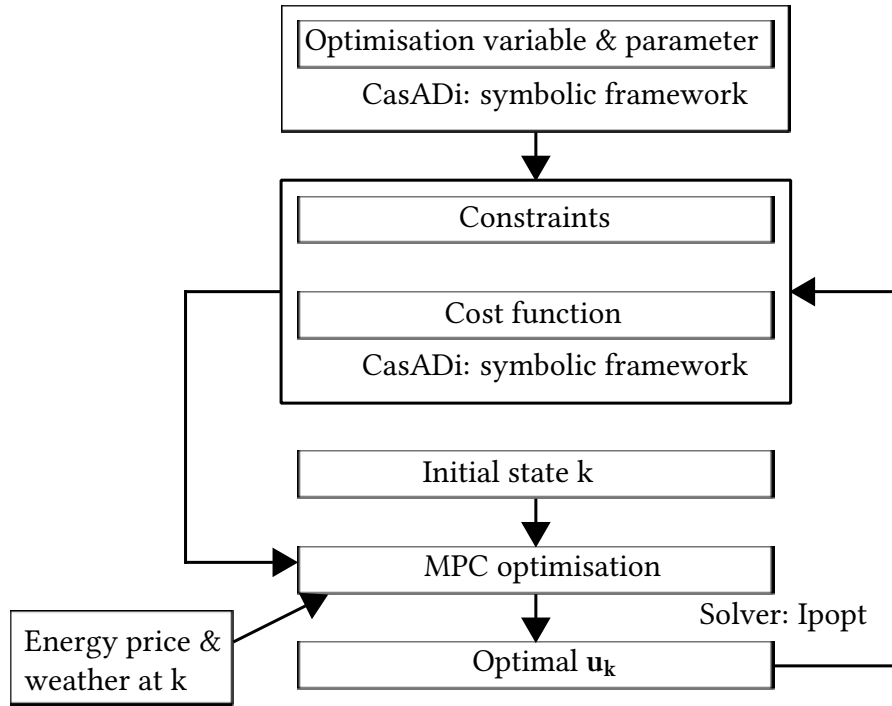 Optimisation variable & parameter
CasADi: symbolic framework
Constraints
Cost function
CasADi: symbolic framework
Initial state k
MPC optimisation
Solver: Ipopt
Energy price &
weather at k
Optimal u_k